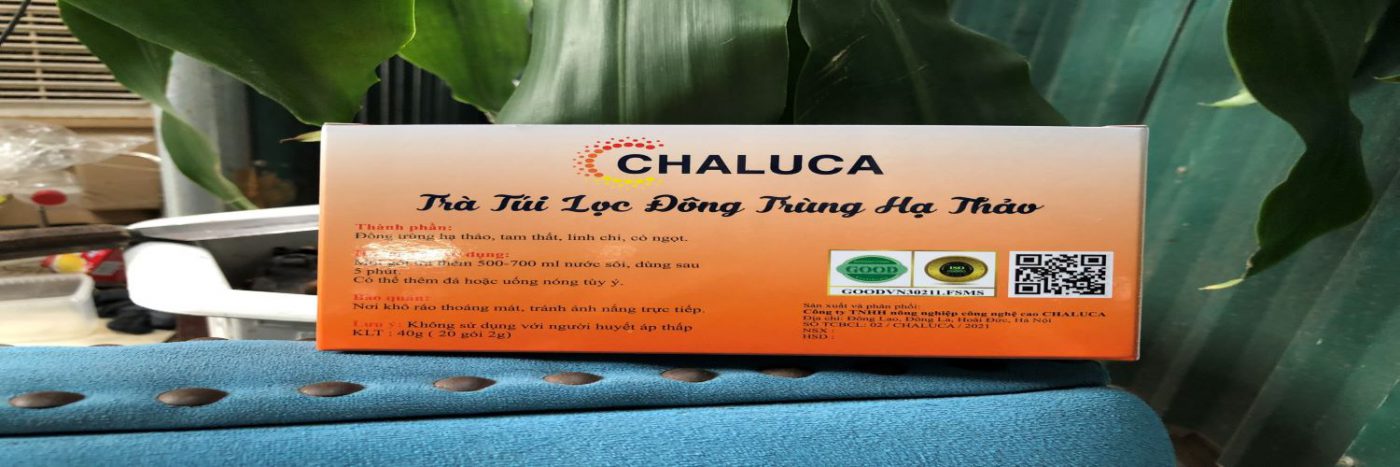 CHALUCA
Trà Túi Lọc Đông Trùng Hạ Thảo
Thành phần:
Đông trùng hạ thảo, tam thất, linh chi, cỏ ngọt.
dụng:
thêm 500-700 ml nước sôi, dùng sau
5 phút.
Có thể thêm đá hoặc uống nóng tùy ý.
Bảo quản:
Nơi khô ráo thoáng mát, tránh ánh nắng trực tiếp.
Lưu ý: Không sử dụng với người huyết áp thấp
KLT : 40g ( 20 gói 2g)
GOOD
ISO
GOODVN30211.FSMS
Sản xuất và phân phối:
Công ty TNHH nông nghiệp công nghệ cao CHALUCA
Địa chỉ: Đông Lao, Đông La, Hoài Đức, Hà Nội
SỐ TCBCL: 02 / CHALUCA / 2021
NSX :
HSD :